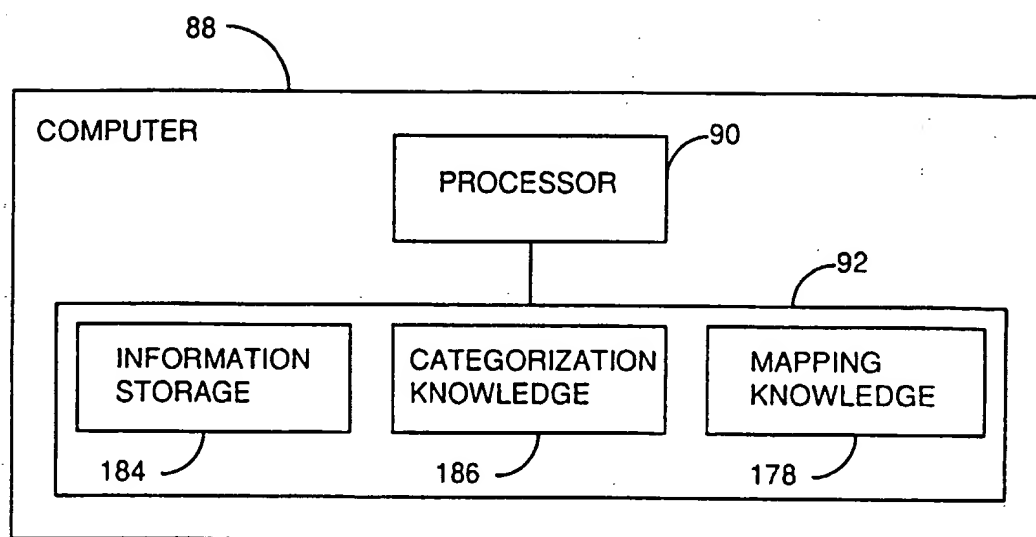 88
COMPUTER
90
PROCESSOR
92
INFORMATION
STORAGE
CATEGORIZATION
KNOWLEDGE
MAPPING
KNOWLEDGE
184
186
178